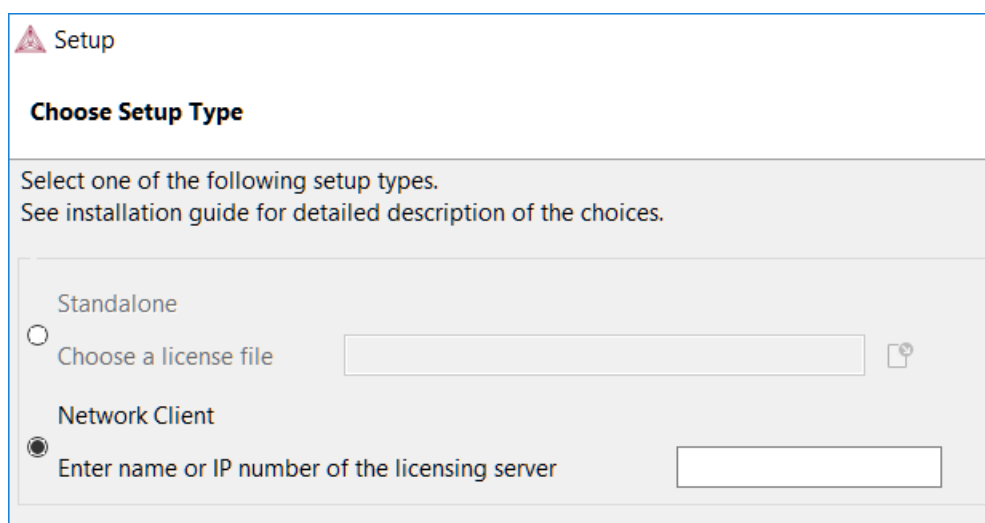 Setup
Choose Setup Type
Select one of the following setup types.
See installation guide for detailed description of the choices.
Standalone
Choose a license file
Network Client
Enter name or IP number of the licensing server